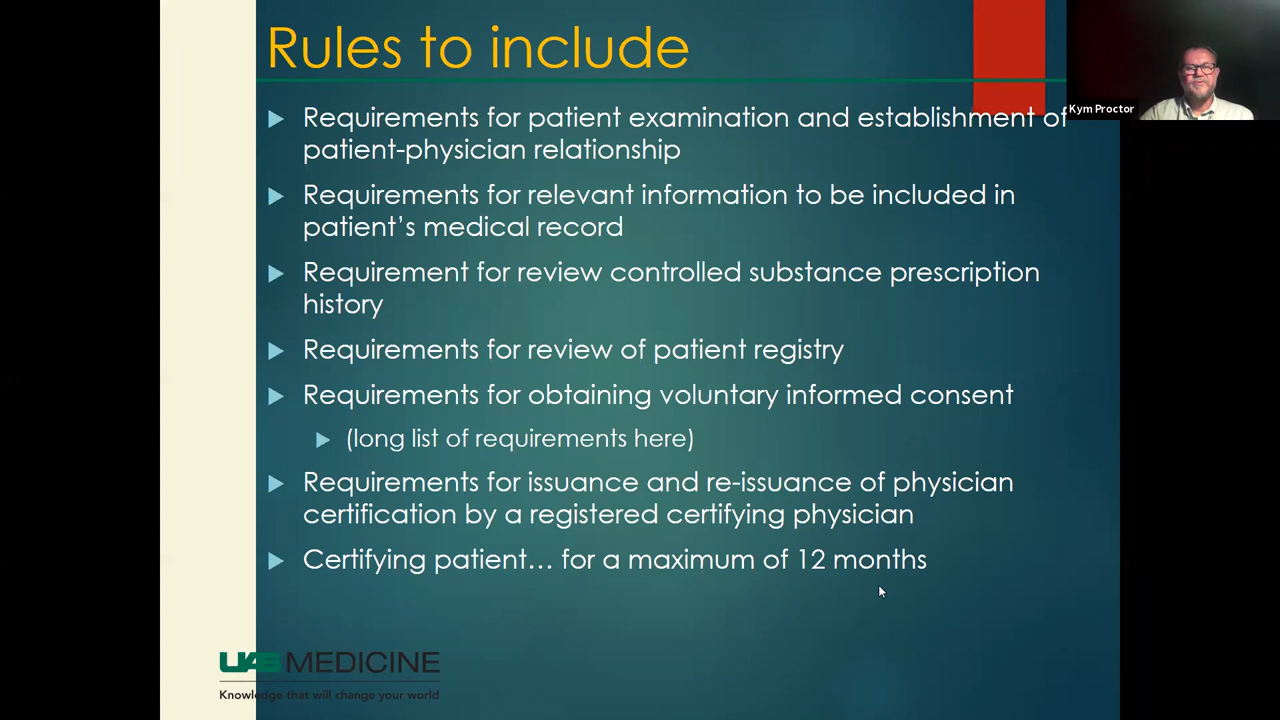 Rules to include
Kym Proctor
Requirements for patient examination and establishment of
patient-physician relationship
Requirements for relevant information to be included in
patient's medical record
Requirement for review controlled substance prescription
history
Requirements for review of patient registry
Requirements for obtaining voluntary informed consent
(long list of requirements here)
Requirements for issuance and re-issuance of physician
certification by a registered certifying physician
Certifying patient… for a maximum of 12 months
UAB MEDICINE
Knowledge that will change your world